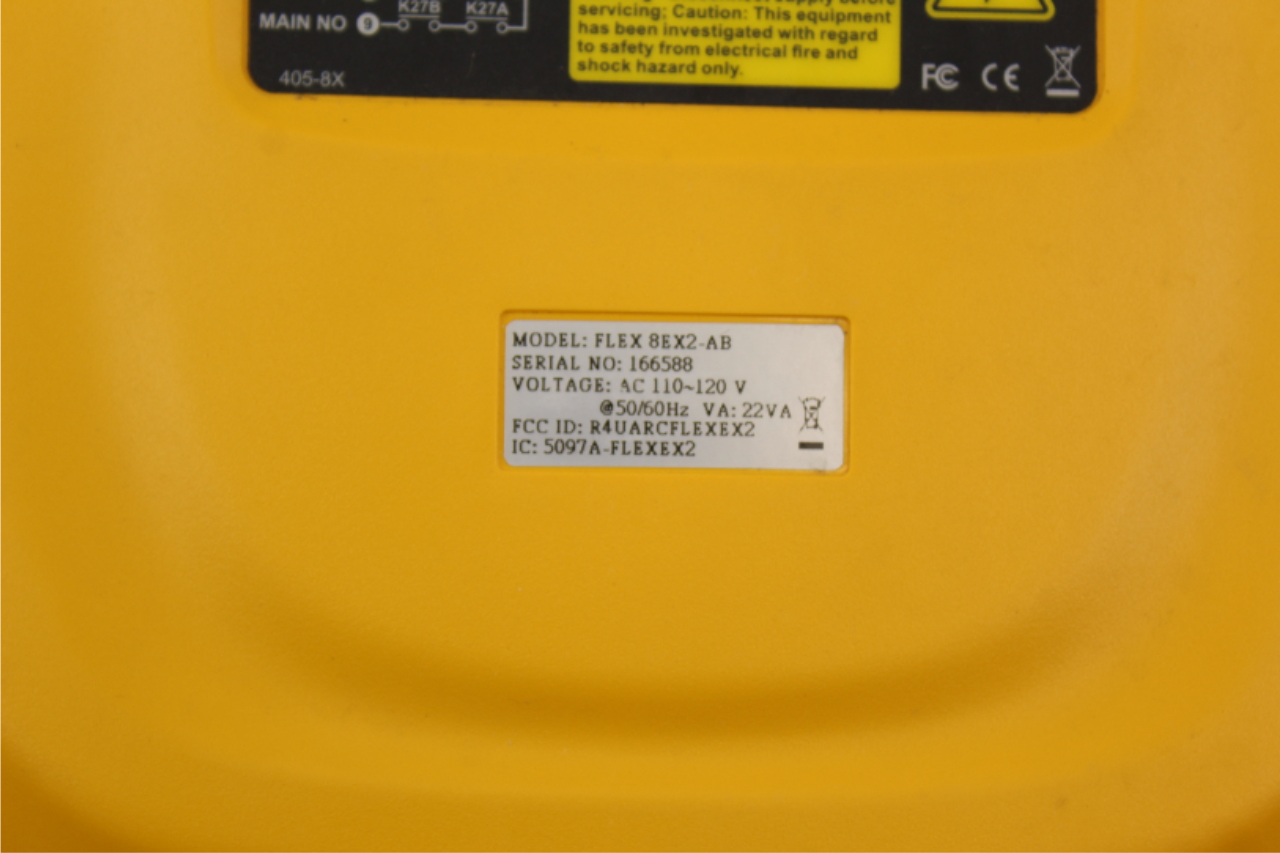 K27B K27A
MAIN NO 8
405-8X
servicing; Caution: This equipment
has been investigated with regard
to safety from electrical fire and
shock hazard only.
FC CE
MODEL: FLEX 8EX2-AB
SERIAL NO: 166588
VOLTAGE: AC 110~120 V
@50/60Hz VA: 22VA
FCC ID: R4UARCFLEXEX2
IC: 5097A-FLEXEX2